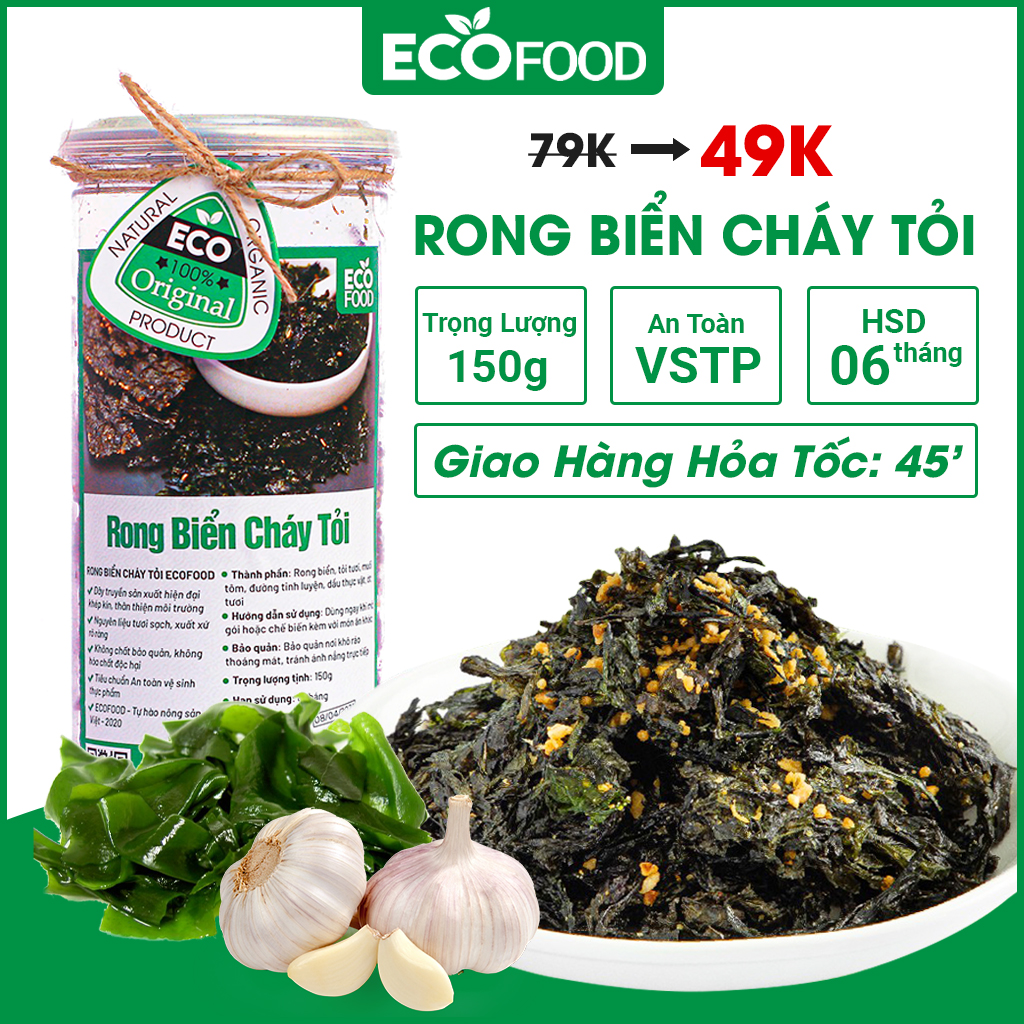 ECOFOOD
79K → 49K
RONG BIỂN CHÁY TỎI
Trọng Lượng
150g
An Toàn
VSTP
HSD
06 tháng
Giao Hàng Hỏa Tốc: 45’
NATURAL
ORGANIC
ECO
100%
Original
PRODUCT
ECO
FOOD
Rong Biển Cháy Tỏi
RONG BIỂN CHÁY TỎI ECOFOOD
✔ Dây truyền sản xuất hiện đại
khép kín, thân thiện môi trường
✔ Nguyên liệu tươi sạch, xuất xứ
rõ ràng
✔ Không chất bảo quản, không
hóa chất độc hại
✔ Tiêu chuẩn An toàn vệ sinh
thực phẩm
✔ ECOFOOD - Tự hào nông sản
Việt - 2020
• Thành phần: Rong biển, tỏi tươi, muối
tôm, đường tinh luyện, dầu thực vật,
tươi
• Hướng dẫn sử dụng: Dùng ngay khi mở
gói hoặc chế biến kèm với món ăn khác
• Bảo quản: Bảo quản nơi khô ráo
thoáng mát, tránh ánh nắng trực tiếp
• Trọng lượng tịnh: 150g
• Hạn sử dụng: tháng
08/04/